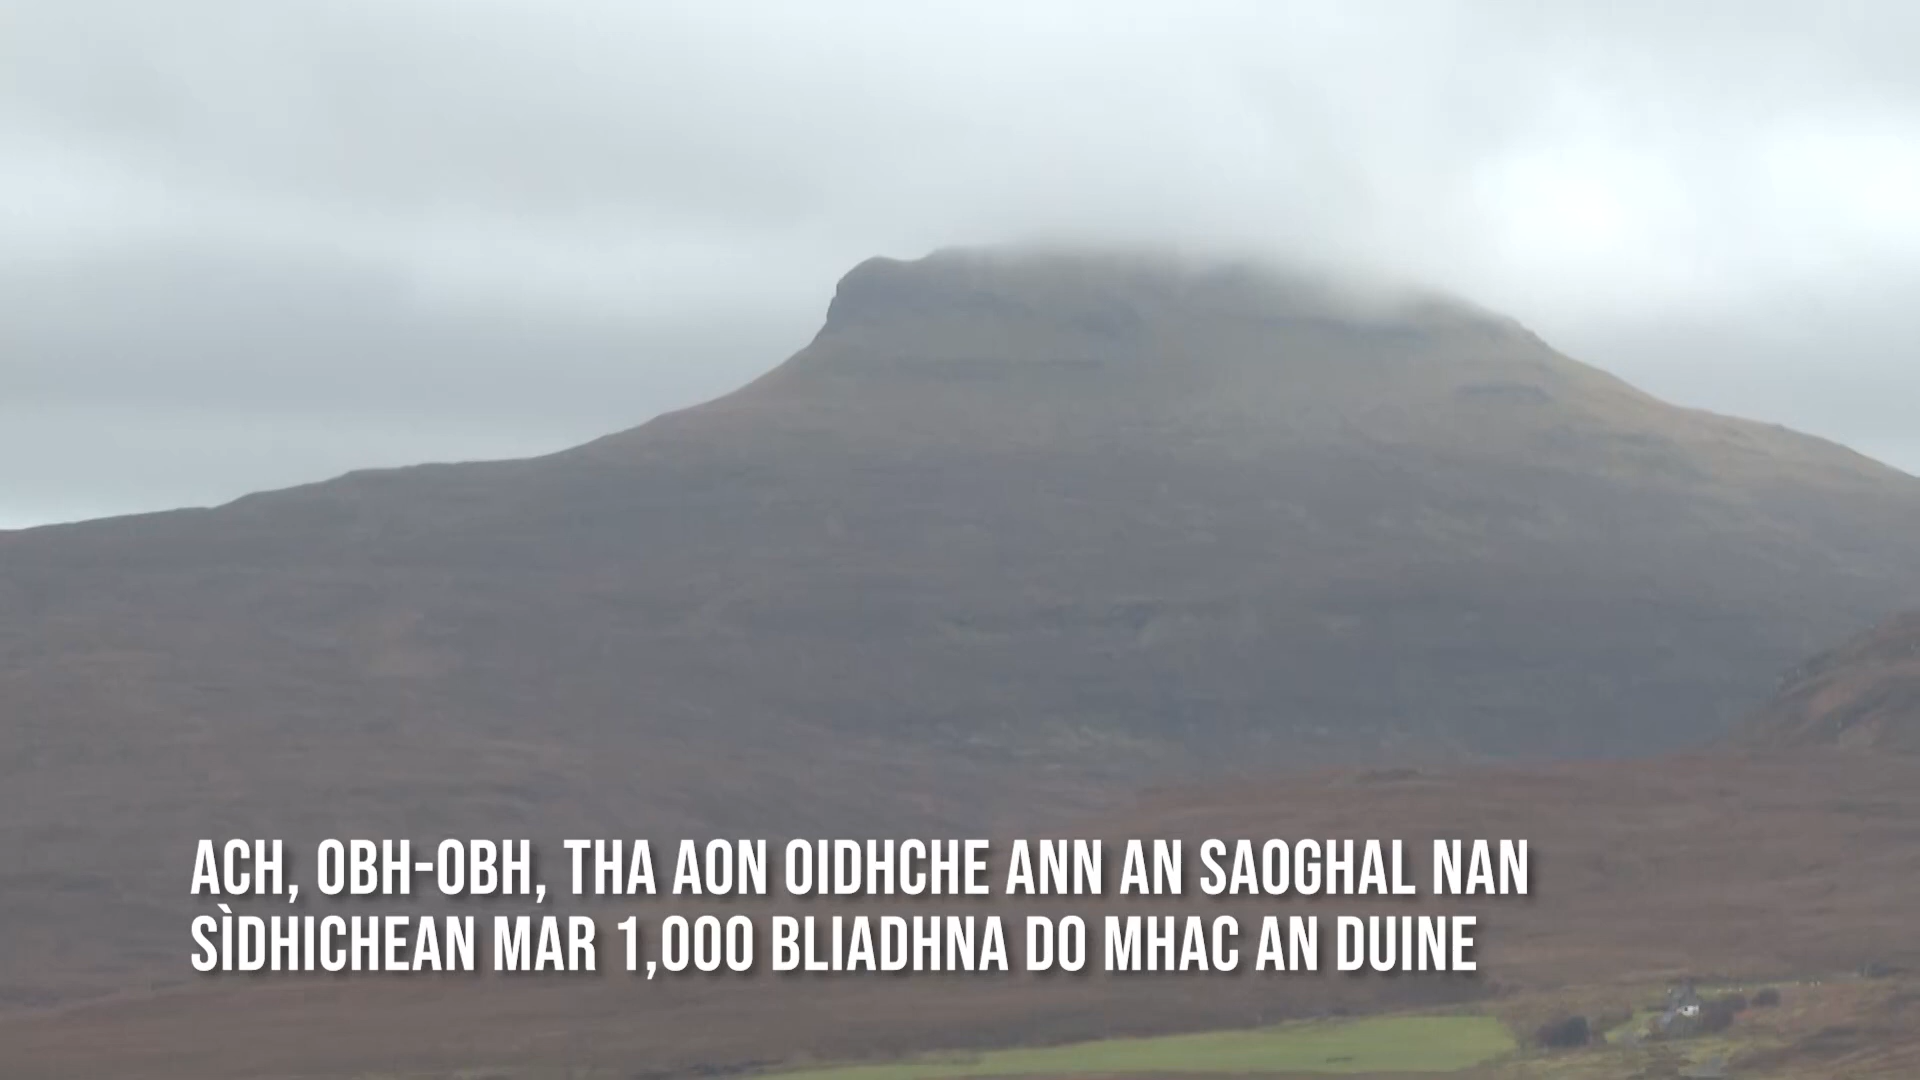 ACH, OBH-OBH, THA AON OIDHCHE ANN AN SAOGHAL NAN
SÌDHICHEAN MAR 1,000 BLIADHNA DO MHAC AN DUINE